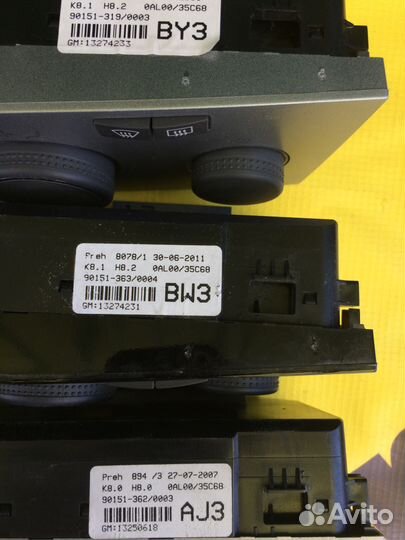 K8.1 H8.2 0AL00/35C68
90151-319/0003
BY3
GM:13274233
Preh 8078/1 30-06-2011
K8.1 H8.2 0AL00/35C68
90151-363/0004
BW3
GM:13274231
Preh 894 /3 27-07-2007
K8.0 H8.0 0AL00/35C68
90151-362/0003
AJ3
GM:13250618
Avito